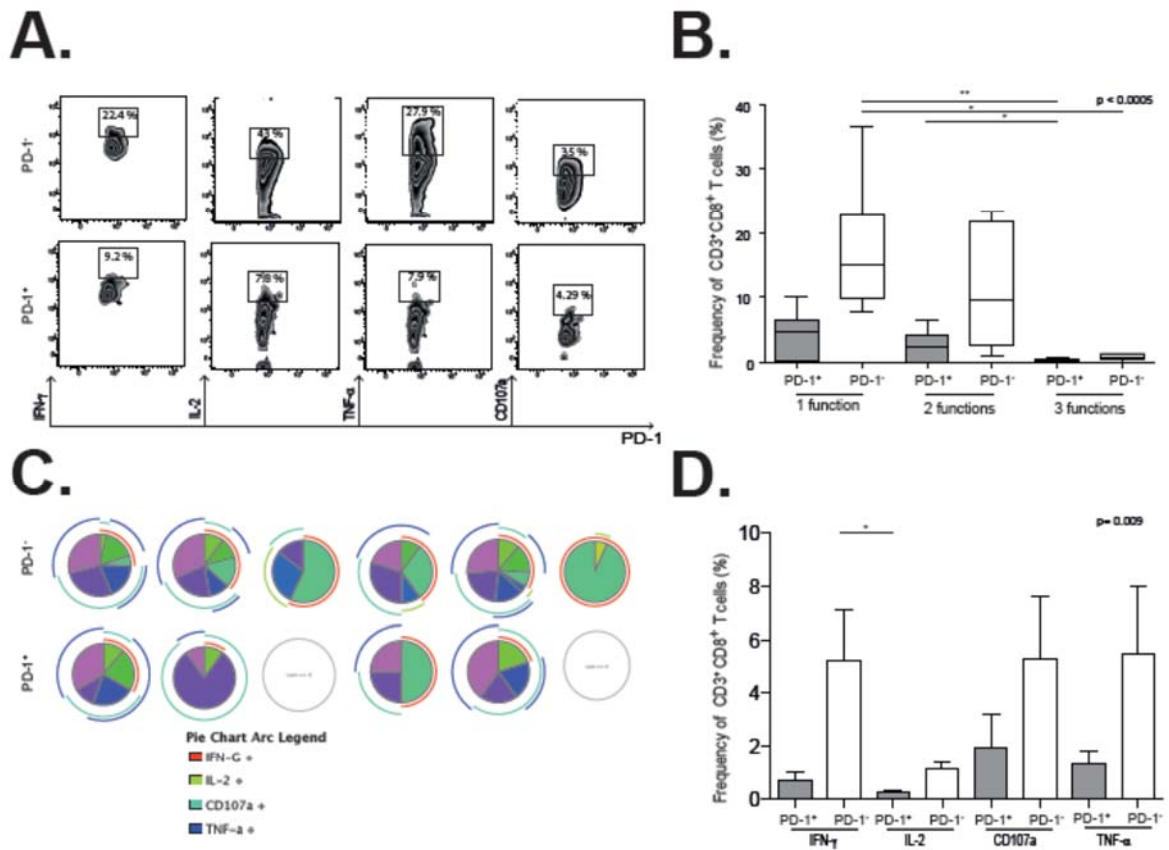 A.
B.
PD-1-
22.4 %
43 %
27.9 %
35 %
PD-1+
9.2 %
7.8 %
7.9 %
4.29 %
IFN-γ
IL-2
TNF-α
CD107a
PD-1
Frequency of CD3+CD8+ T cells (%)
40
30
20
10
0
**
*
*
p < 0.0005
PD-1+ PD-1- PD-1+ PD-1- PD-1+ PD-1-
1 function 2 functions 3 functions
C.
D.
PD-1-
PD-1+
Pie Chart Arc Legend
IFN-G +
IL-2 +
CD107a +
TNF-a +
Frequency of CD3+CD8+ T cells (%)
10
8
6
4
2
0
*
p= 0.009
PD-1+ PD-1- PD-1+ PD-1- PD-1+ PD-1- PD-1+ PD-1-
IFN-γ IL-2 CD107a TNF-α